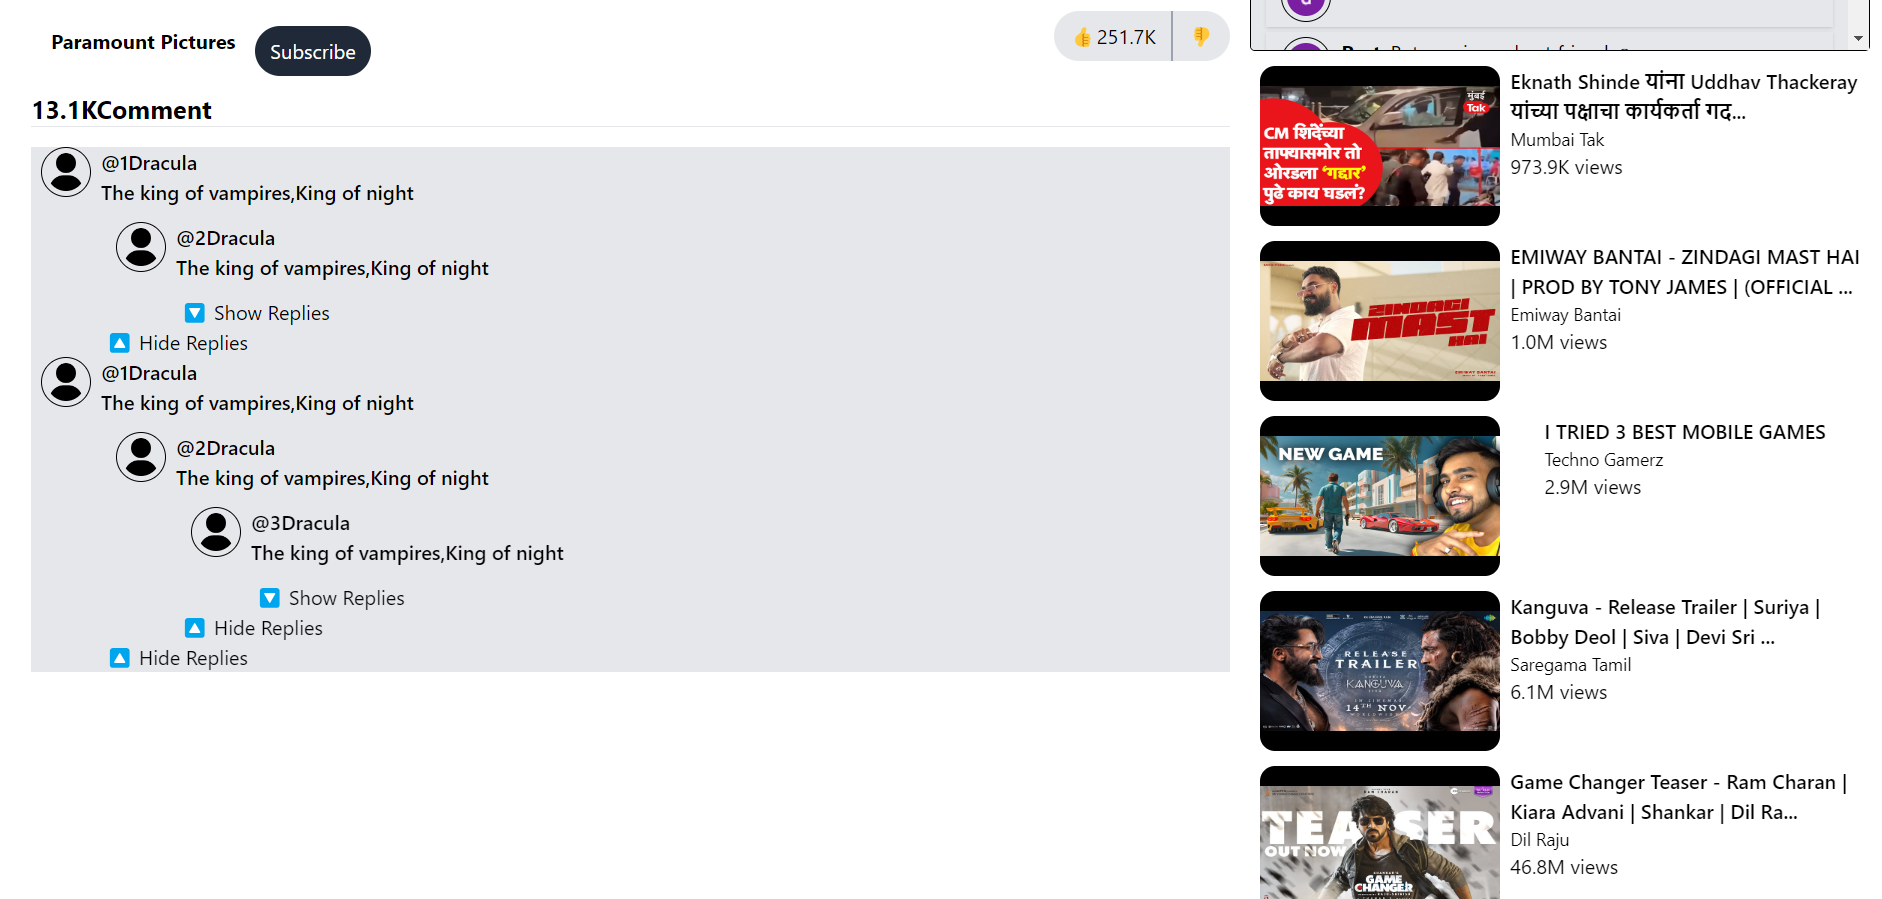 Paramount Pictures
Subscribe
👍 251.7K
👎
13.1KComment
@1Dracula
The king of vampires,King of night
@2Dracula
The king of vampires,King of night
🔽 Show Replies
🔼 Hide Replies
@1Dracula
The king of vampires,King of night
@2Dracula
The king of vampires,King of night
@3Dracula
The king of vampires,King of night
🔽 Show Replies
🔼 Hide Replies
🔼 Hide Replies
मुंबई
Tak
CM शिंदेंच्या
ताफ्यासमोर तो
ओरडला ‘गद्दार’
पुढे काय घडलं?
Eknath Shinde यांना Uddhav Thackeray
यांच्या पक्षाचा कार्यकर्ता गद...
Mumbai Tak
973.9K views
ZINDAGI
MAST
HAI
EMIWAY BANTAI
EMIWAY BANTAI - ZINDAGI MAST HAI
| PROD BY TONY JAMES | (OFFICIAL ...
Emiway Bantai
1.0M views
NEW GAME
I TRIED 3 BEST MOBILE GAMES
Techno Gamerz
2.9M views
RELEASE
TRAILER
KANGUVA
14TH NOV
Kanguva - Release Trailer | Suriya |
Bobby Deol | Siva | Devi Sri ...
Saregama Tamil
6.1M views
RAM CHARAN
TEASER
OUT NOW
GAME
CHANGER
Game Changer Teaser - Ram Charan |
Kiara Advani | Shankar | Dil Ra...
Dil Raju
46.8M views